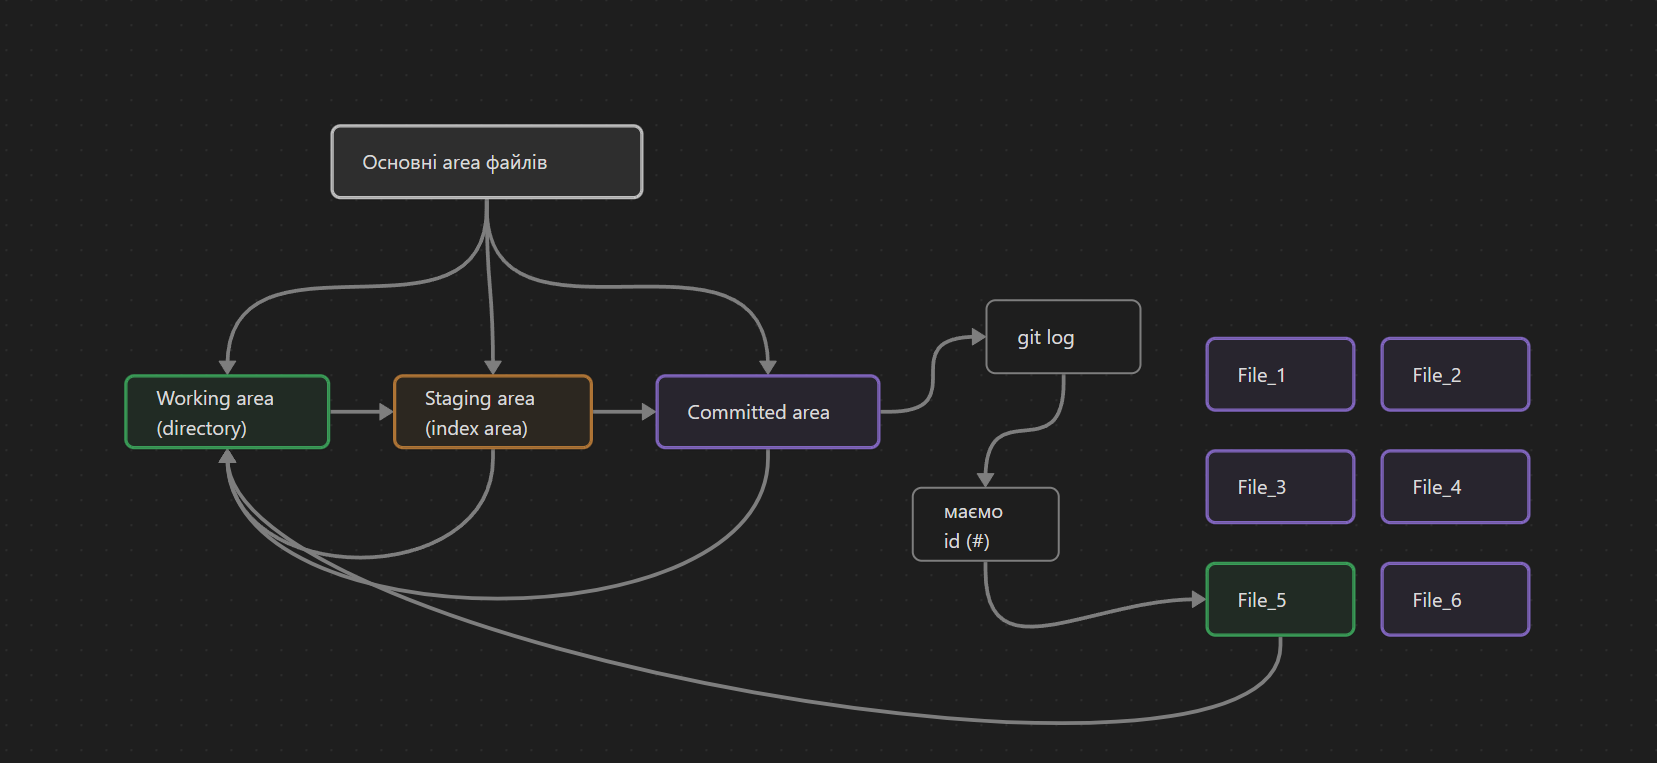 Основні area файлів
Working area
(directory)
Staging area
(index area)
Committed area
git log
маємо
id (#)
File_1
File_2
File_3
File_4
File_5
File_6